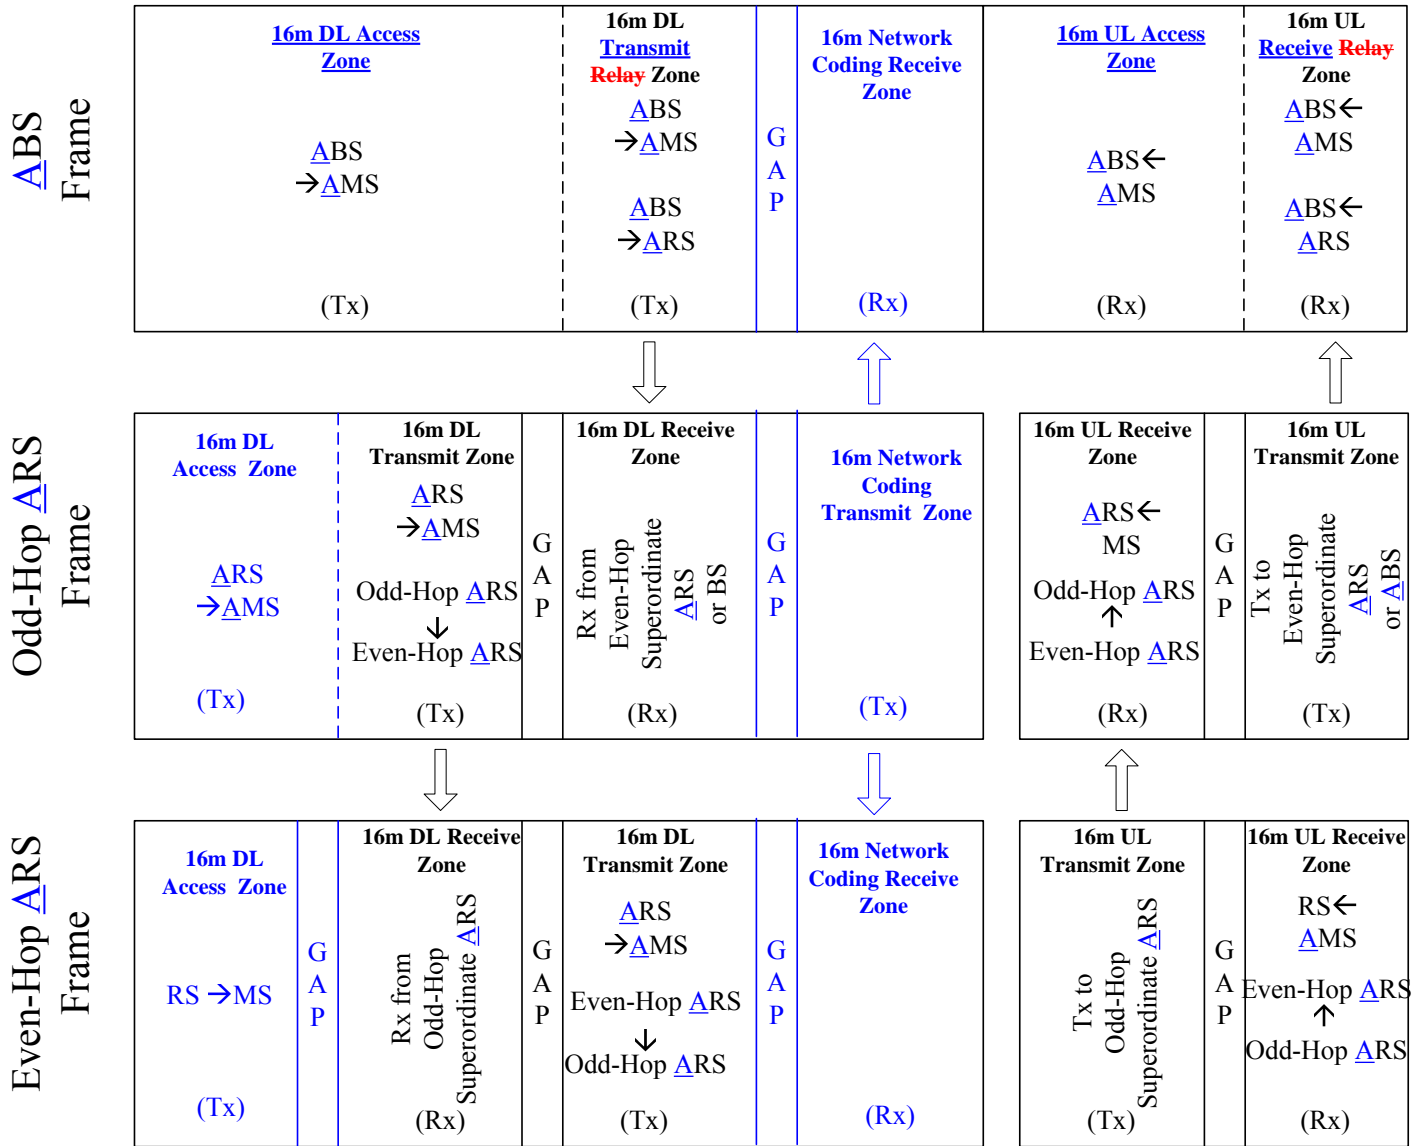 ABS
Frame
16m DL Access
Zone
ABS
→AMS
(Tx)
16m DL
Transmit
Relay Zone
ABS
→AMS
ABS
→ARS
(Tx)
G
A
P
16m Network
Coding Receive
Zone
(Rx)
16m UL Access
Zone
ABS←
AMS
(Rx)
16m UL
Receive Relay
Zone
ABS←
AMS
ABS←
ARS
(Rx)
Odd-Hop ARS
Frame
16m DL
Access Zone
ARS
→AMS
(Tx)
16m DL
Transmit Zone
ARS
→AMS
Odd-Hop ARS
↓
Even-Hop ARS
(Tx)
G
A
P
16m DL Receive
Zone
Rx from
Even-Hop
Superordinate
ARS
or BS
(Rx)
G
A
P
16m Network
Coding
Transmit Zone
(Tx)
16m UL Receive
Zone
ARS←
MS
Odd-Hop ARS
↑
Even-Hop ARS
(Rx)
G
A
P
16m UL
Transmit Zone
Tx to
Even-Hop
Superordinate
ARS
or ABS
(Tx)
Even-Hop ARS
Frame
16m DL
Access Zone
RS →MS
(Tx)
G
A
P
16m DL Receive
Zone
Rx from
Odd-Hop
Superordinate ARS
(Rx)
G
A
P
16m DL
Transmit Zone
ARS
→AMS
Even-Hop ARS
↓
Odd-Hop ARS
(Tx)
G
A
P
16m Network
Coding Receive
Zone
(Rx)
16m UL
Transmit Zone
Tx to
Odd-Hop
Superordinate ARS
(Tx)
G
A
P
16m UL Receive
Zone
RS←
AMS
Even-Hop ARS
↑
Odd-Hop ARS
(Rx)